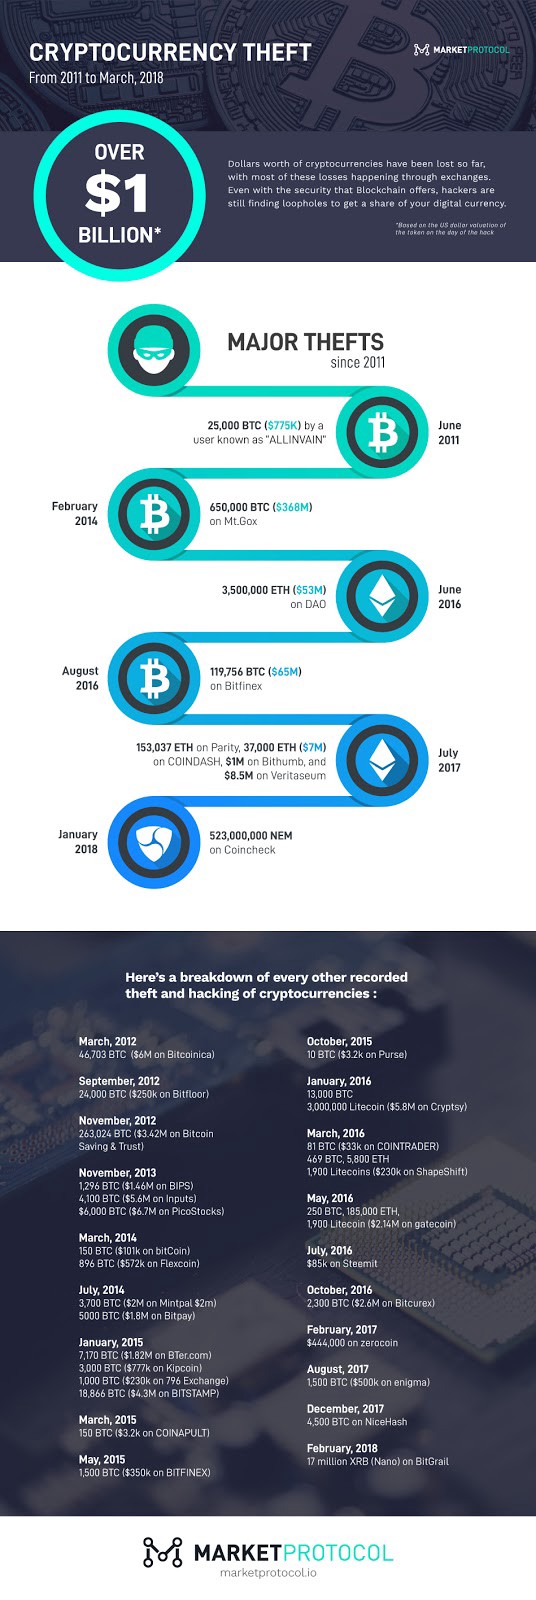 CRYPTOCURRENCY THEFT
From 2011 to March, 2018
MARKETPROTOCOL
OVER
$1
BILLION*
Dollars worth of cryptocurrencies have been lost so far,
with most of these losses happening through exchanges.
Even with the security that Blockchain offers, hackers are
still finding loopholes to get a share of your digital currency.
*Based on the US dollar valuation of
the token on the day of the hack
MAJOR THEFTS
since 2011
25,000 BTC ($775K) by a
user known as "ALLINVAIN"
June
2011
February
2014
650,000 BTC ($368M)
on Mt.Gox
3,500,000 ETH ($53M)
on DAO
June
2016
August
2016
119,756 BTC ($65M)
on Bitfinex
153,037 ETH on Parity, 37,000 ETH ($7M)
on COINDASH, $1M on Bithumb, and
$8.5M on Veritaseum
July
2017
January
2018
523,000,000 NEM
on Coincheck
Here's a breakdown of every other recorded
theft and hacking of cryptocurrencies :
March, 2012
46,703 BTC ($6M on Bitcoinica)
September, 2012
24,000 BTC ($250k on Bitfloor)
November, 2012
263,024 BTC ($3.42M on Bitcoin
Saving & Trust)
November, 2013
1,296 BTC ($1.46M on BIPS)
4,100 BTC ($5.6M on Inputs)
$6,000 BTC ($6.7M on PicoStocks)
March, 2014
150 BTC ($101k on bitCoin)
896 BTC ($572k on Flexcoin)
July, 2014
3,700 BTC ($2M on Mintpal $2m)
5000 BTC ($1.8M on Bitpay)
January, 2015
7,170 BTC ($1.82M on BTer.com)
3,000 BTC ($777k on Kipcoin)
1,000 BTC ($230k on 796 Exchange)
18,866 BTC ($4.3M on BITSTAMP)
March, 2015
150 BTC ($3.2k on COINAPULT)
May, 2015
1,500 BTC ($350k on BITFINEX)
October, 2015
10 BTC ($3.2k on Purse)
January, 2016
13,000 BTC
3,000,000 Litecoin ($5.8M on Cryptsy)
March, 2016
81 BTC ($33k on COINTRADER)
469 BTC, 5,800 ETH
1,900 Litecoins ($230k on ShapeShift)
May, 2016
250 BTC, 185,000 ETH,
1,900 Litecoin ($2.14M on gatecoin)
July, 2016
$85k on Steemit
October, 2016
2,300 BTC ($2.6M on Bitcurex)
February, 2017
$444,000 on zerocoin
August, 2017
1,500 BTC ($500k on enigma)
December, 2017
4,500 BTC on NiceHash
February, 2018
17 million XRB (Nano) on BitGrail
MARKETPROTOCOL
marketprotocol.io